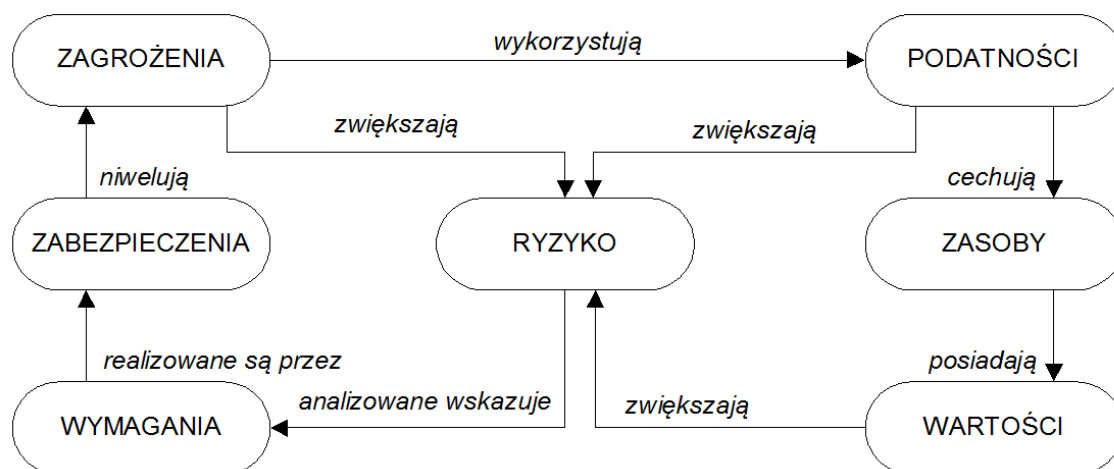 ZAGROŻENIA
wykorzystują
PODATNOŚCI
zwiększają
zwiększają
niwelują
cechują
ZABEZPIECZENIA
RYZYKO
ZASOBY
realizowane są przez
posiadają
analizowane wskazuje
zwiększają
WYMAGANIA
WARTOŚCI